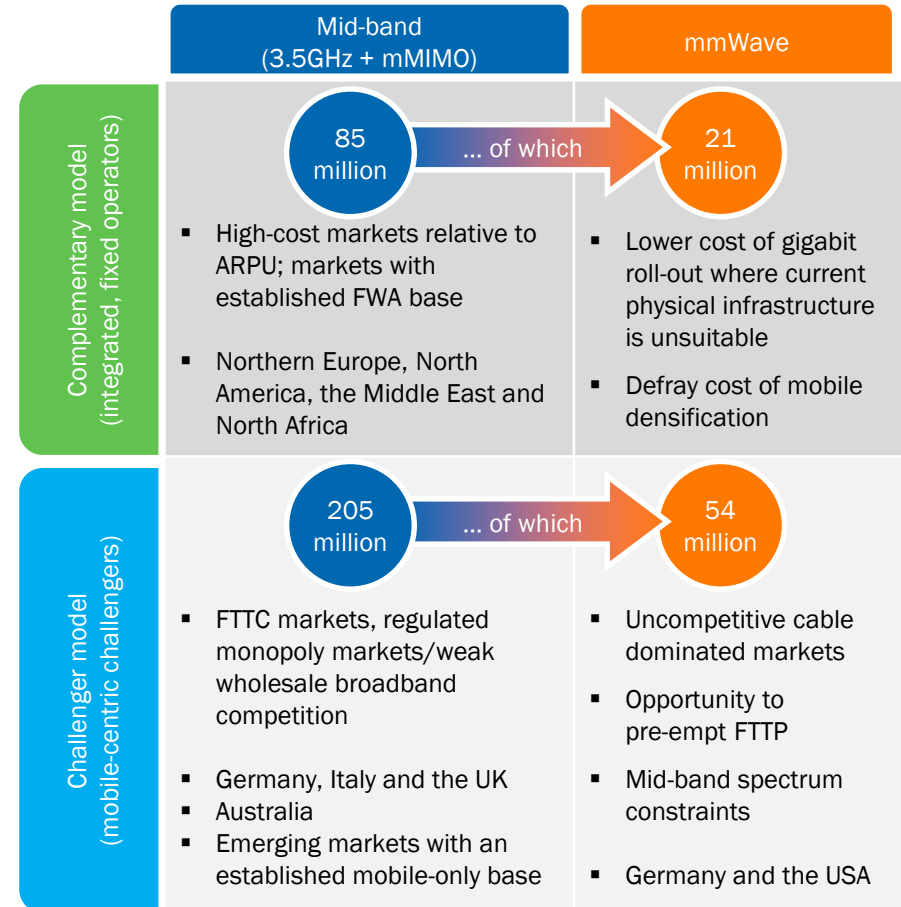 Mid-band
(3.5GHz + mMIMO)
mmWave
Complementary model
(integrated, fixed operators)
85
million
... of which
21
million
▪ High-cost markets relative to
ARPU; markets with
established FWA base
▪ Northern Europe, North
America, the Middle East and
North Africa
▪ Lower cost of gigabit
roll-out where current
physical infrastructure
is unsuitable
▪ Defray cost of mobile
densification
Challenger model
(mobile-centric challengers)
205
million
... of which
54
million
▪ FTTC markets, regulated
monopoly markets/weak
wholesale broadband
competition
▪ Germany, Italy and the UK
▪ Australia
▪ Emerging markets with an
established mobile-only base
▪ Uncompetitive cable
dominated markets
▪ Opportunity to
pre-empt FTTP
▪ Mid-band spectrum
constraints
▪ Germany and the USA